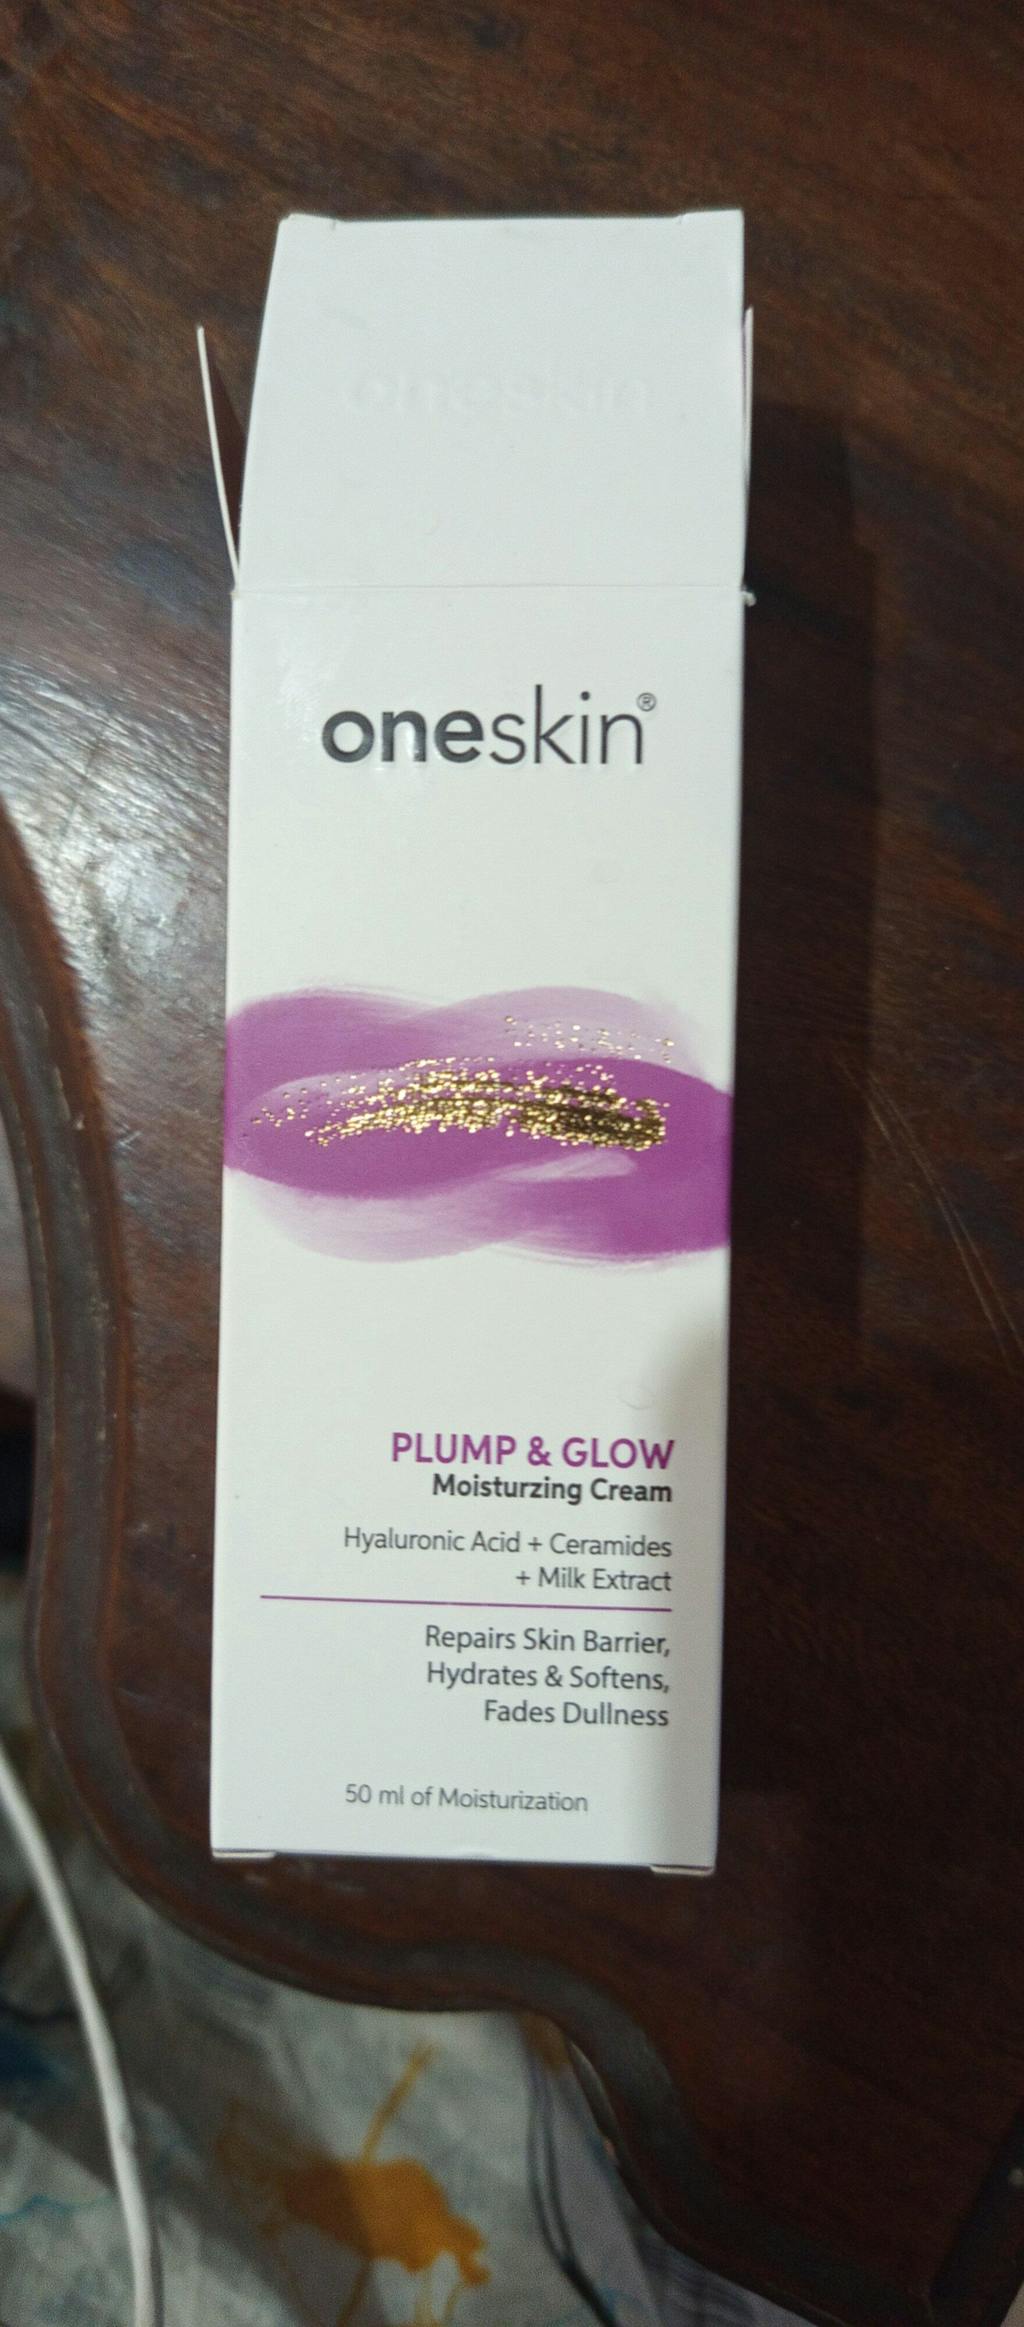 oneskin
oneskin®
PLUMP & GLOW
Moisturzing Cream
Hyaluronic Acid + Ceramides
+ Milk Extract
Repairs Skin Barrier,
Hydrates & Softens,
Fades Dullness
50 ml of Moisturization